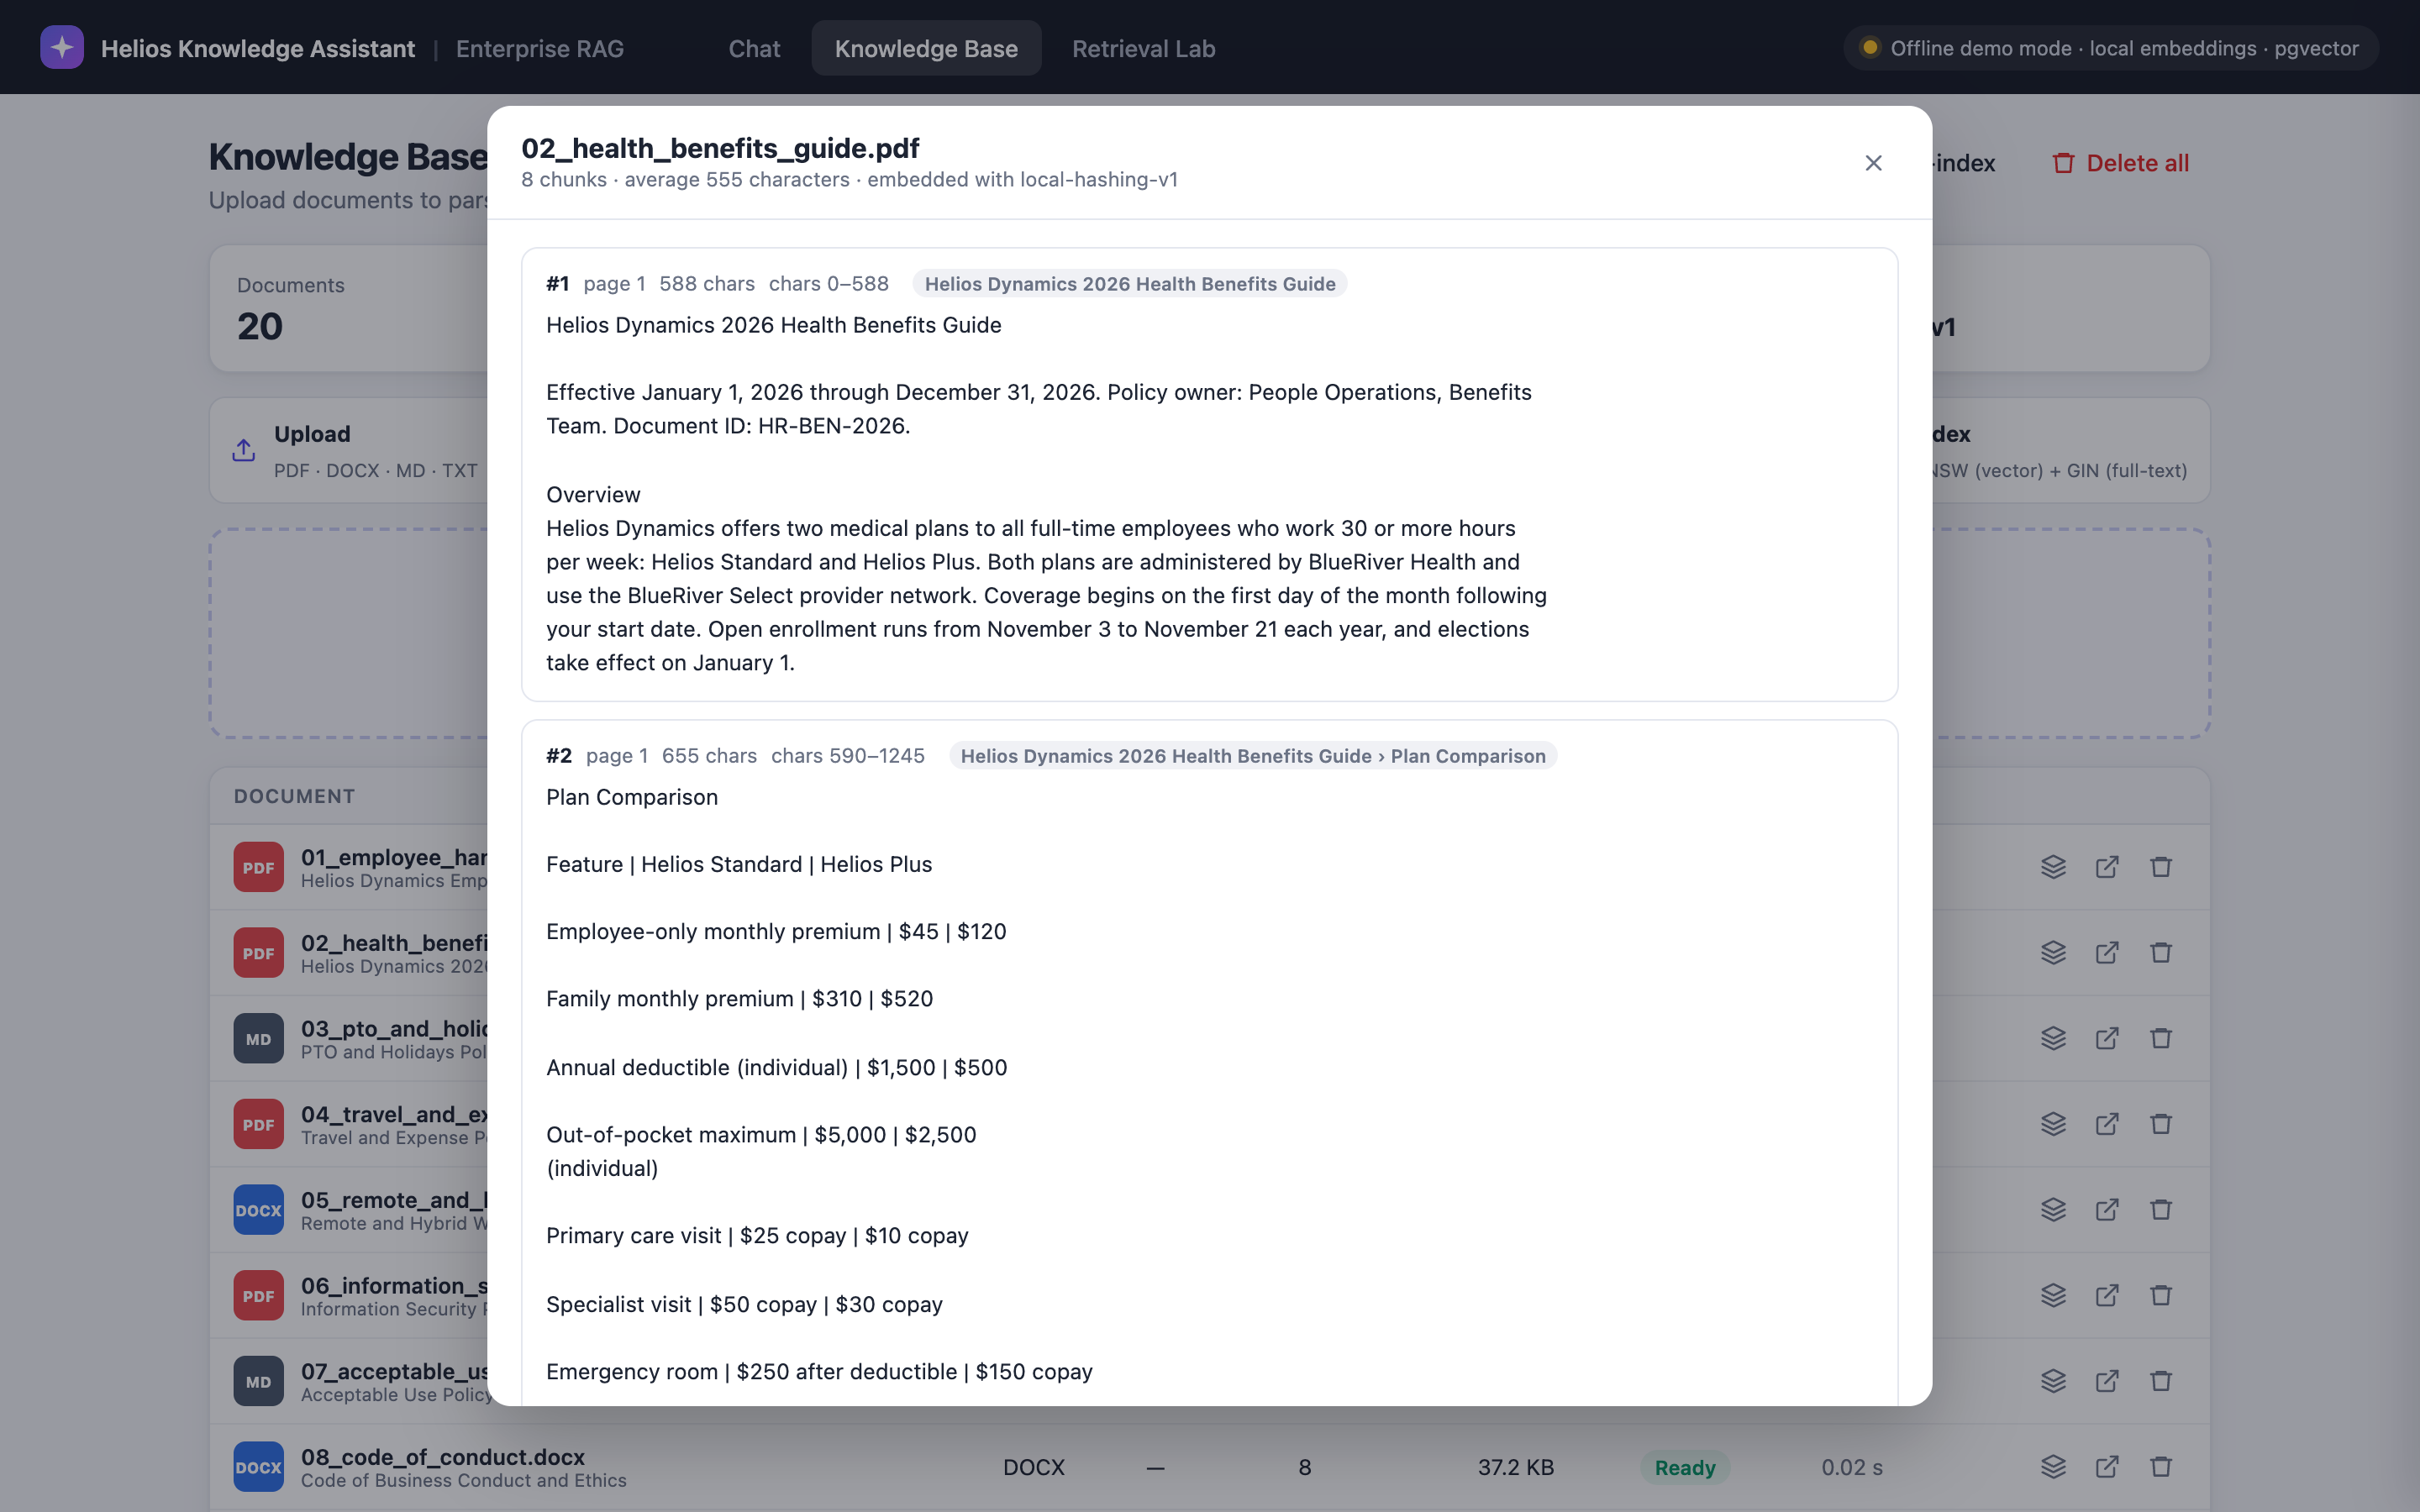 Helios Knowledge Assistant | Enterprise RAG
Chat
Knowledge Base
Retrieval Lab
Offline demo mode · local embeddings · pgvector
Knowledge Base
Upload documents to
-index
Delete all
Documents
20
v1
Upload
PDF · DOCX · MD · TXT
(vector) + GIN (full-text)
02_health_benefits_guide.pdf
8 chunks · average 555 characters · embedded with local-hashing-v1
#1 page 1 588 chars chars 0–588 Helios Dynamics 2026 Health Benefits Guide
Helios Dynamics 2026 Health Benefits Guide
Effective January 1, 2026 through December 31, 2026. Policy owner: People Operations, Benefits
Team. Document ID: HR-BEN-2026.
Overview
Helios Dynamics offers two medical plans to all full-time employees who work 30 or more hours
per week: Helios Standard and Helios Plus. Both plans are administered by BlueRiver Health and
use the BlueRiver Select provider network. Coverage begins on the first day of the month following
your start date. Open enrollment runs from November 3 to November 21 each year, and elections
take effect on January 1.
#2 page 1 655 chars chars 590–1245 Helios Dynamics 2026 Health Benefits Guide › Plan Comparison
Plan Comparison
Feature | Helios Standard | Helios Plus
Employee-only monthly premium | $45 | $120
Family monthly premium | $310 | $520
Annual deductible (individual) | $1,500 | $500
Out-of-pocket maximum | $5,000 | $2,500
(individual)
Primary care visit | $25 copay | $10 copay
Specialist visit | $50 copay | $30 copay
Emergency room | $250 after deductible | $150 copay
DOCUMENT
PDF
01_employee_har
Helios Dynamics Emp
PDF
02_health_benefi
Helios Dynamics 202
MD
03_pto_and_holid
PTO and Holidays Pol
PDF
04_travel_and_ex
Travel and Expense P
DOCX
05_remote_and_
Remote and Hybrid W
PDF
06_information_s
Information Security
MD
07_acceptable_us
Acceptable Use Policy
DOCX
08_code_of_conduct.docx
Code of Business Conduct and Ethics
DOCX — 8 37.2 KB Ready 0.02 s